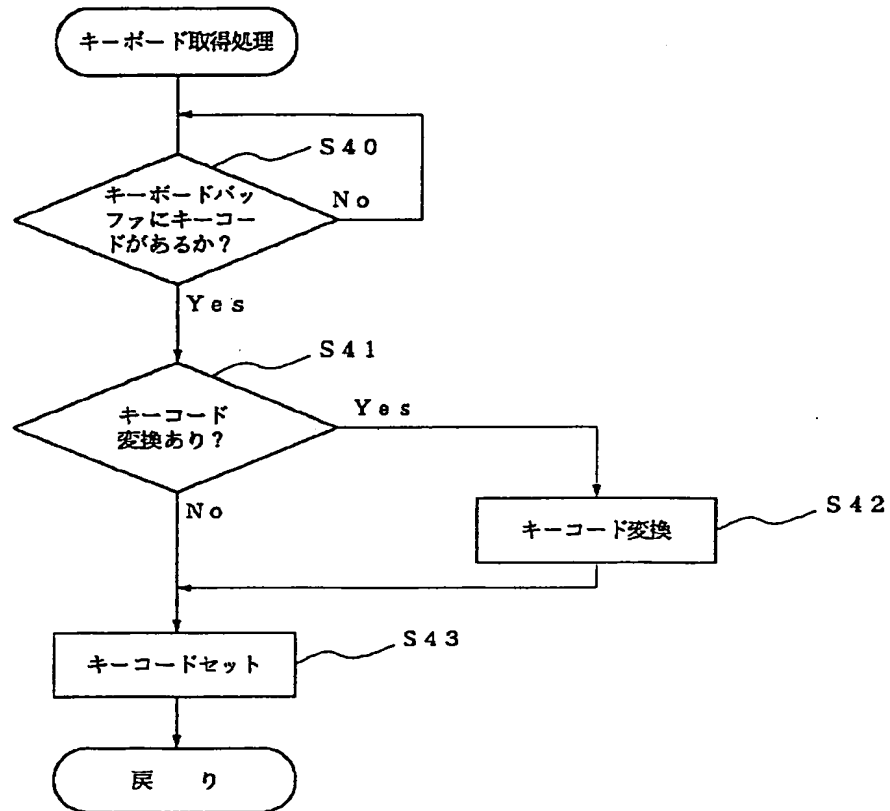 キーボード取得処理
S40
キーボードバッ
ファにキーコー
ドがあるか?
No
Yes
S41
キーコード
変換あり?
Yes
No
S42
キーコード変換
S43
キーコードセット
戻 り